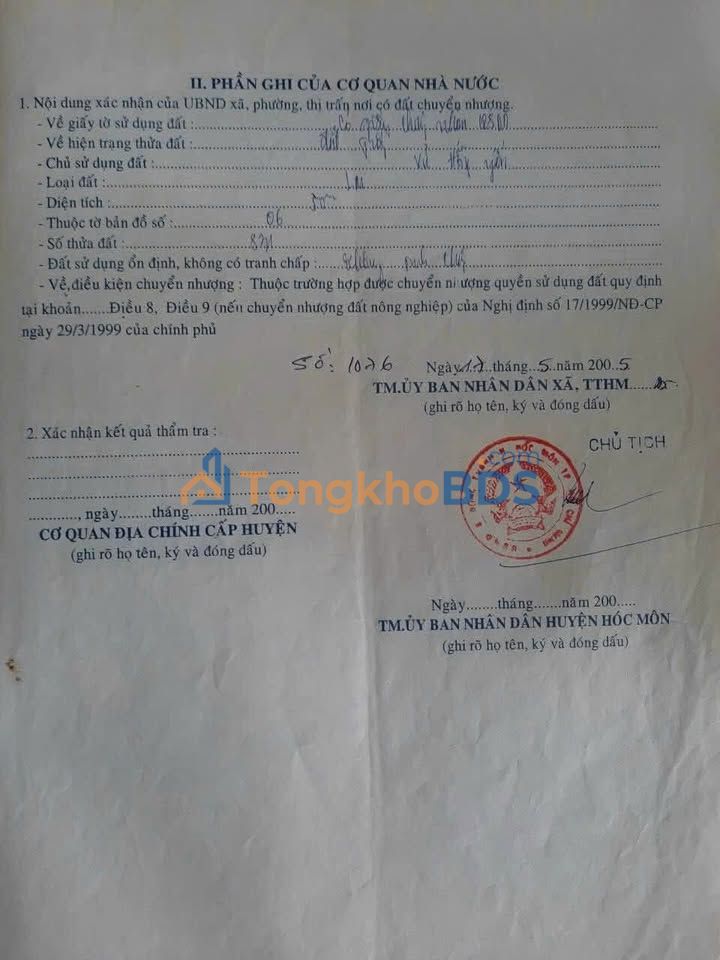 II. PHẦN GHI CỦA CƠ QUAN NHÀ NƯỚC
1. Nội dung xác nhận của UBND xã, phường, thị trấn nơi có đất chuyển nhượng.
- Về giấy tờ sử dụng đất :
- Về hiện trạng thửa đất :
- Chủ sử dụng đất:
- Loại đất :
- Diện tích :
- Thuộc tờ bản đồ số : 06
- Số thửa đất :
- Đất sử dụng ổn định, không có tranh chấp :
- Về điều kiện chuyển nhượng : Thuộc trường hợp được chuyển nhượng quyền sử dụng đất quy định
tại khoản.......Điều 8, Điều 9 (nếu chuyển nhượng đất nông nghiệp) của Nghị định số 17/1999/NĐ-CP
ngày 29/3/1999 của chính phủ
Số: 1076
Ngày 17 tháng 5 năm 2005
TM.ỦY BAN NHÂN DÂN XÃ, TTHM
(ghi rõ họ tên, ký và đóng dấu)
2. Xác nhận kết quả thẩm tra :
CHỦ TỊCH
TongkhoBDS.com
............, ngày.......tháng........năm 200.....
CƠ QUAN ĐỊA CHÍNH CẤP HUYỆN
(ghi rõ họ tên, ký và đóng dấu)
Ngày........tháng.......năm 200.....
TM.ỦY BAN NHÂN DÂN HUYỆN HÓC MÔN
(ghi rõ họ tên, ký và đóng dấu)